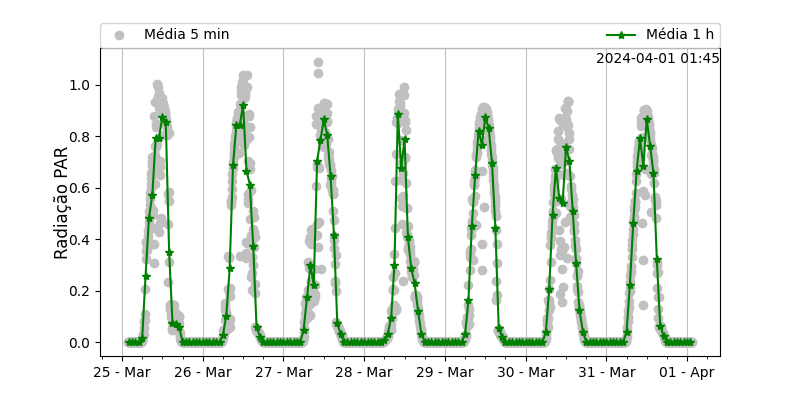 Média 5 min
Média 1 h
2024-04-01 01:45
Radiação PAR
1.0
0.8
0.6
0.4
0.2
0.0
25 - Mar
26 - Mar
27 - Mar
28 - Mar
29 - Mar
30 - Mar
31 - Mar
01 - Apr